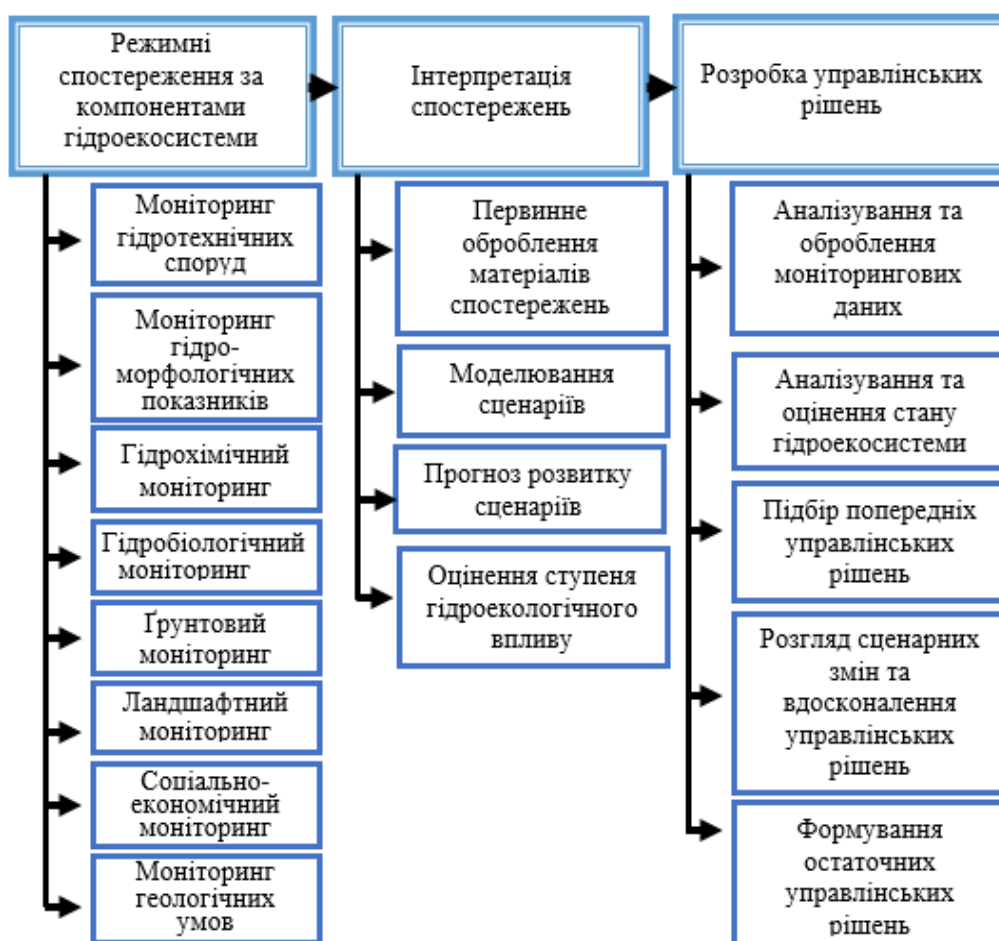 Режимні
спостереження за
компонентами
гідроекосистеми
Моніторинг
гідротехнічних
споруд
Моніторинг
гідро-
морфологічних
показників
Гідрохімічний
моніторинг
Гідробіологічний
моніторинг
Ґрунтовий
моніторинг
Ландшафтний
моніторинг
Соціально-
економічний
моніторинг
Моніторинг
геологічних
умов
Інтерпретація
спостережень
Первинне
оброблення
матеріалів
спостережень
Моделювання
сценаріїв
Прогноз розвитку
сценаріїв
Оцінення ступеня
гідроекологічного
впливу
Розробка управлінських
рішень
Аналізування та
оброблення
моніторингових
даних
Аналізування та
оцінення стану
гідроекосистеми
Підбір попередніх
управлінських
рішень
Розгляд сценарних
змін та
вдосконалення
управлінських
рішень
Формування
остаточних
управлінських
рішень